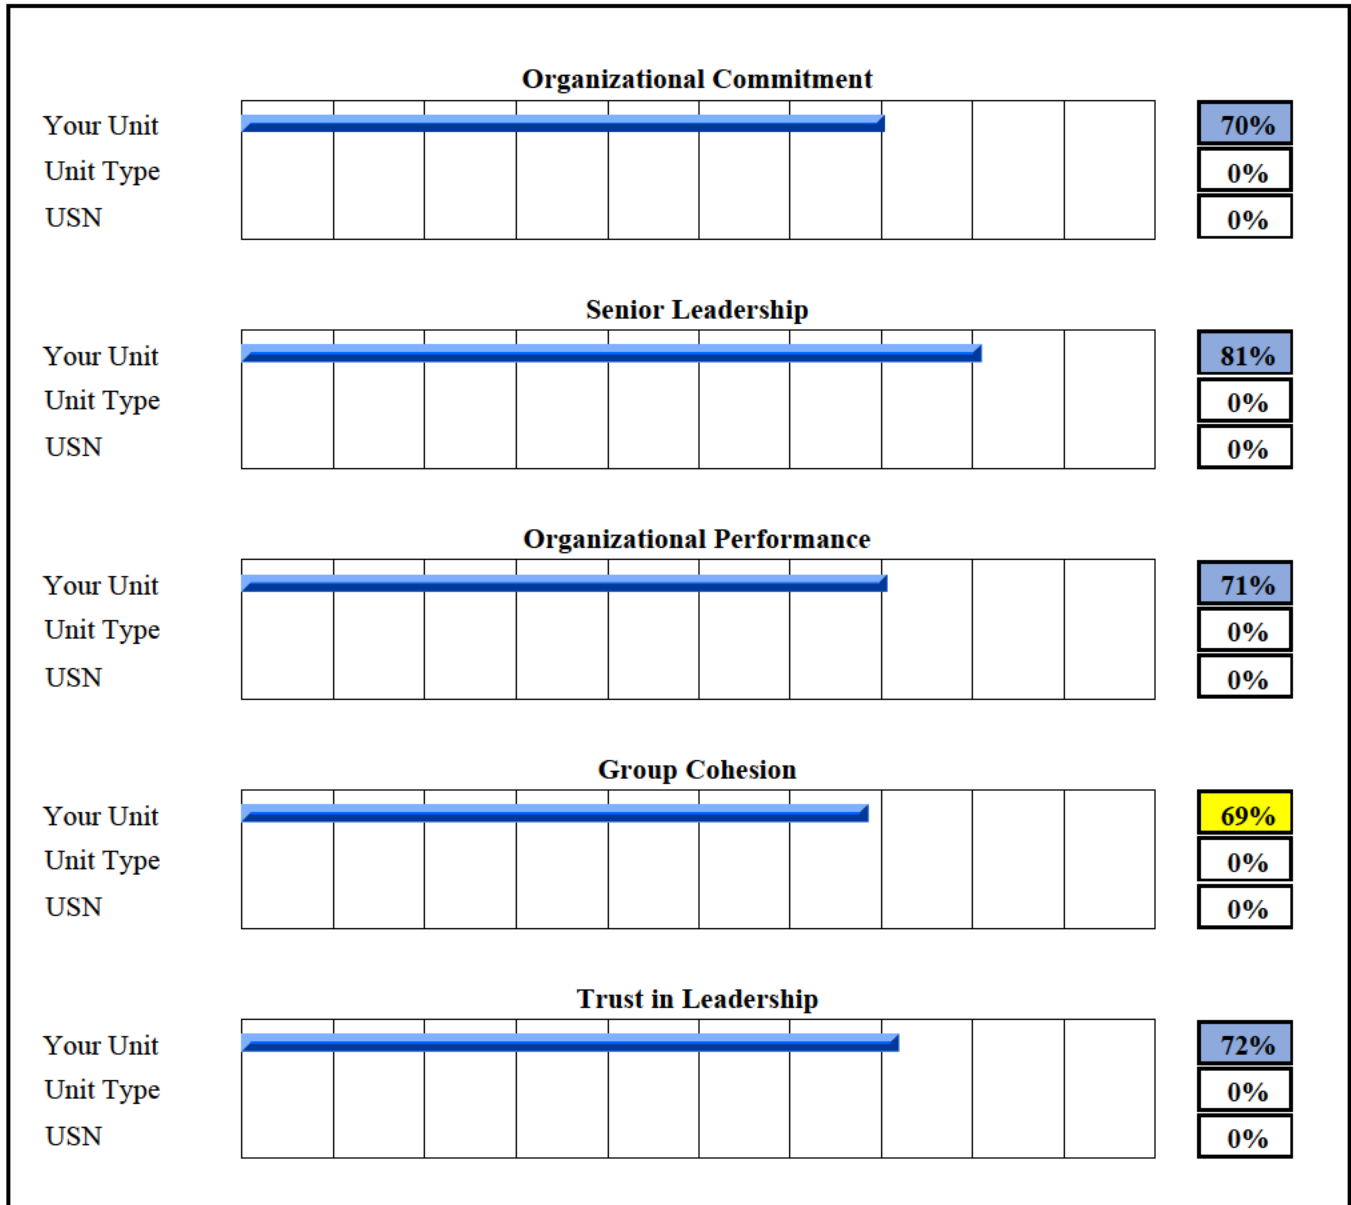 Organizational Commitment
Your Unit 70%
Unit Type 0%
USN 0%
Senior Leadership
Your Unit 81%
Unit Type 0%
USN 0%
Organizational Performance
Your Unit 71%
Unit Type 0%
USN 0%
Group Cohesion
Your Unit 69%
Unit Type 0%
USN 0%
Trust in Leadership
Your Unit 72%
Unit Type 0%
USN 0%